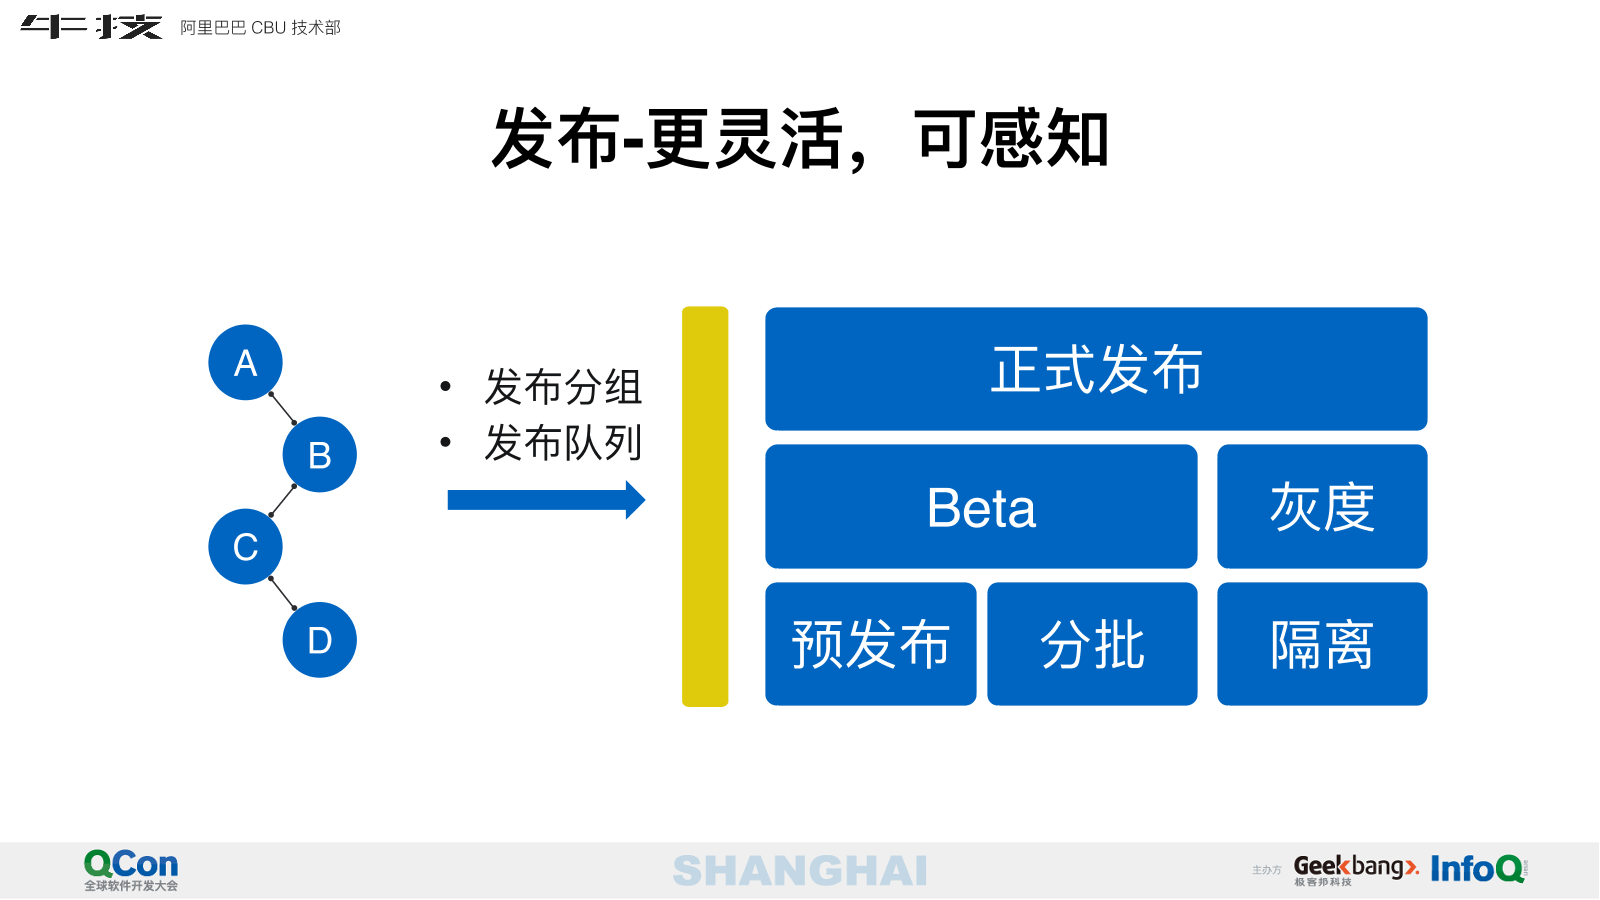 牛技 阿里巴巴 CBU 技术部
发布-更灵活，可感知
A
B
C
D
• 发布分组
• 发布队列
正式发布
Beta
灰度
预发布
分批
隔离
QCon
全球软件开发大会
SHANGHAI
主办方
Geekbang>.
极客邦科技
InfoQ